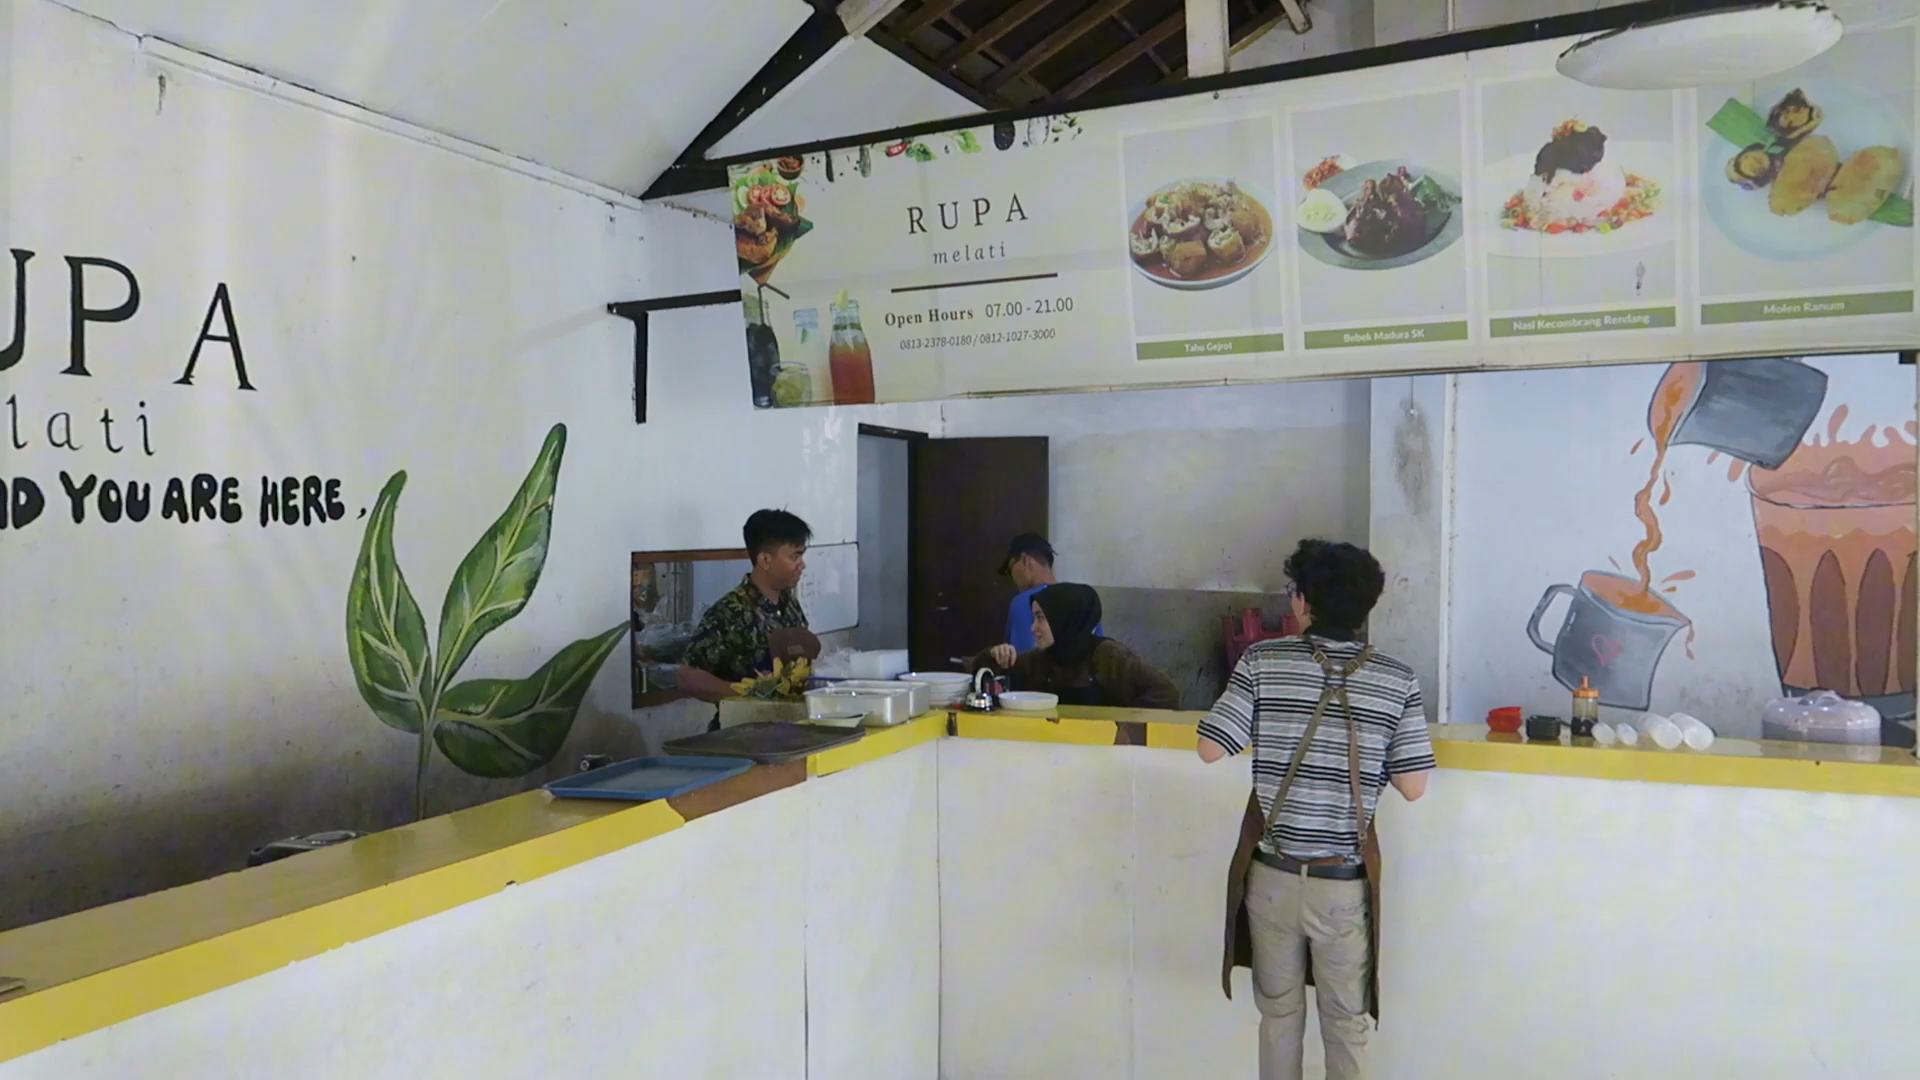 UPA
lati
YOU ARE HERE,
RUPA
melati
Open Hours 07.00 - 21.00
0813-2378-0180 / 0812-1027-3000
Tahu Gejrot
Bebek Madura SK
Nasi Kecombrang Rendang
Molen Ranum